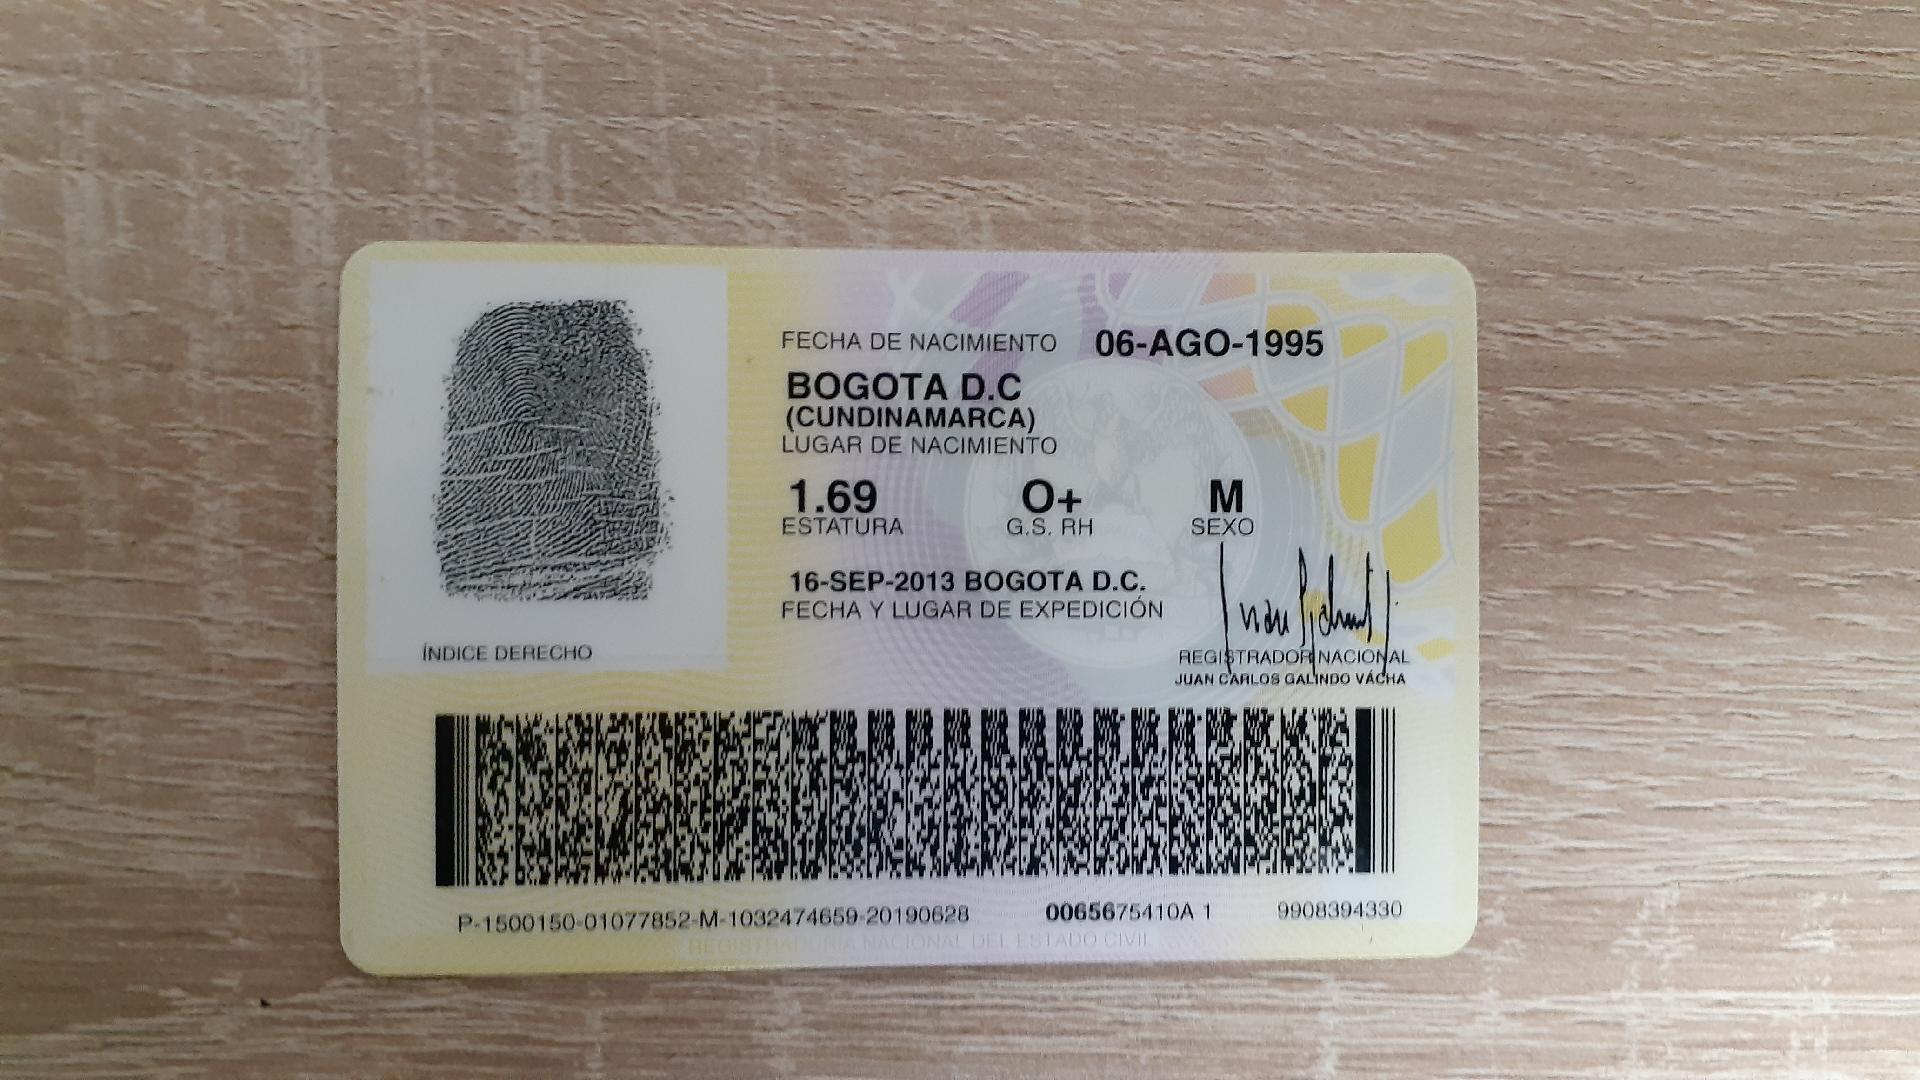 FECHA DE NACIMIENTO 06-AGO-1995
BOGOTA D.C
(CUNDINAMARCA)
LUGAR DE NACIMIENTO
1.69 O+ M
ESTATURA G.S. RH SEXO
16-SEP-2013 BOGOTA D.C.
FECHA Y LUGAR DE EXPEDICIÓN
ÍNDICE DERECHO
REGISTRADOR NACIONAL
JUAN CARLOS GALINDO VÁCHA
P-1500150-01077852-M-1032474659-20190628 0065675410A 1 9908394330
REGISTRADURÍA NACIONAL DEL ESTADO CIVIL